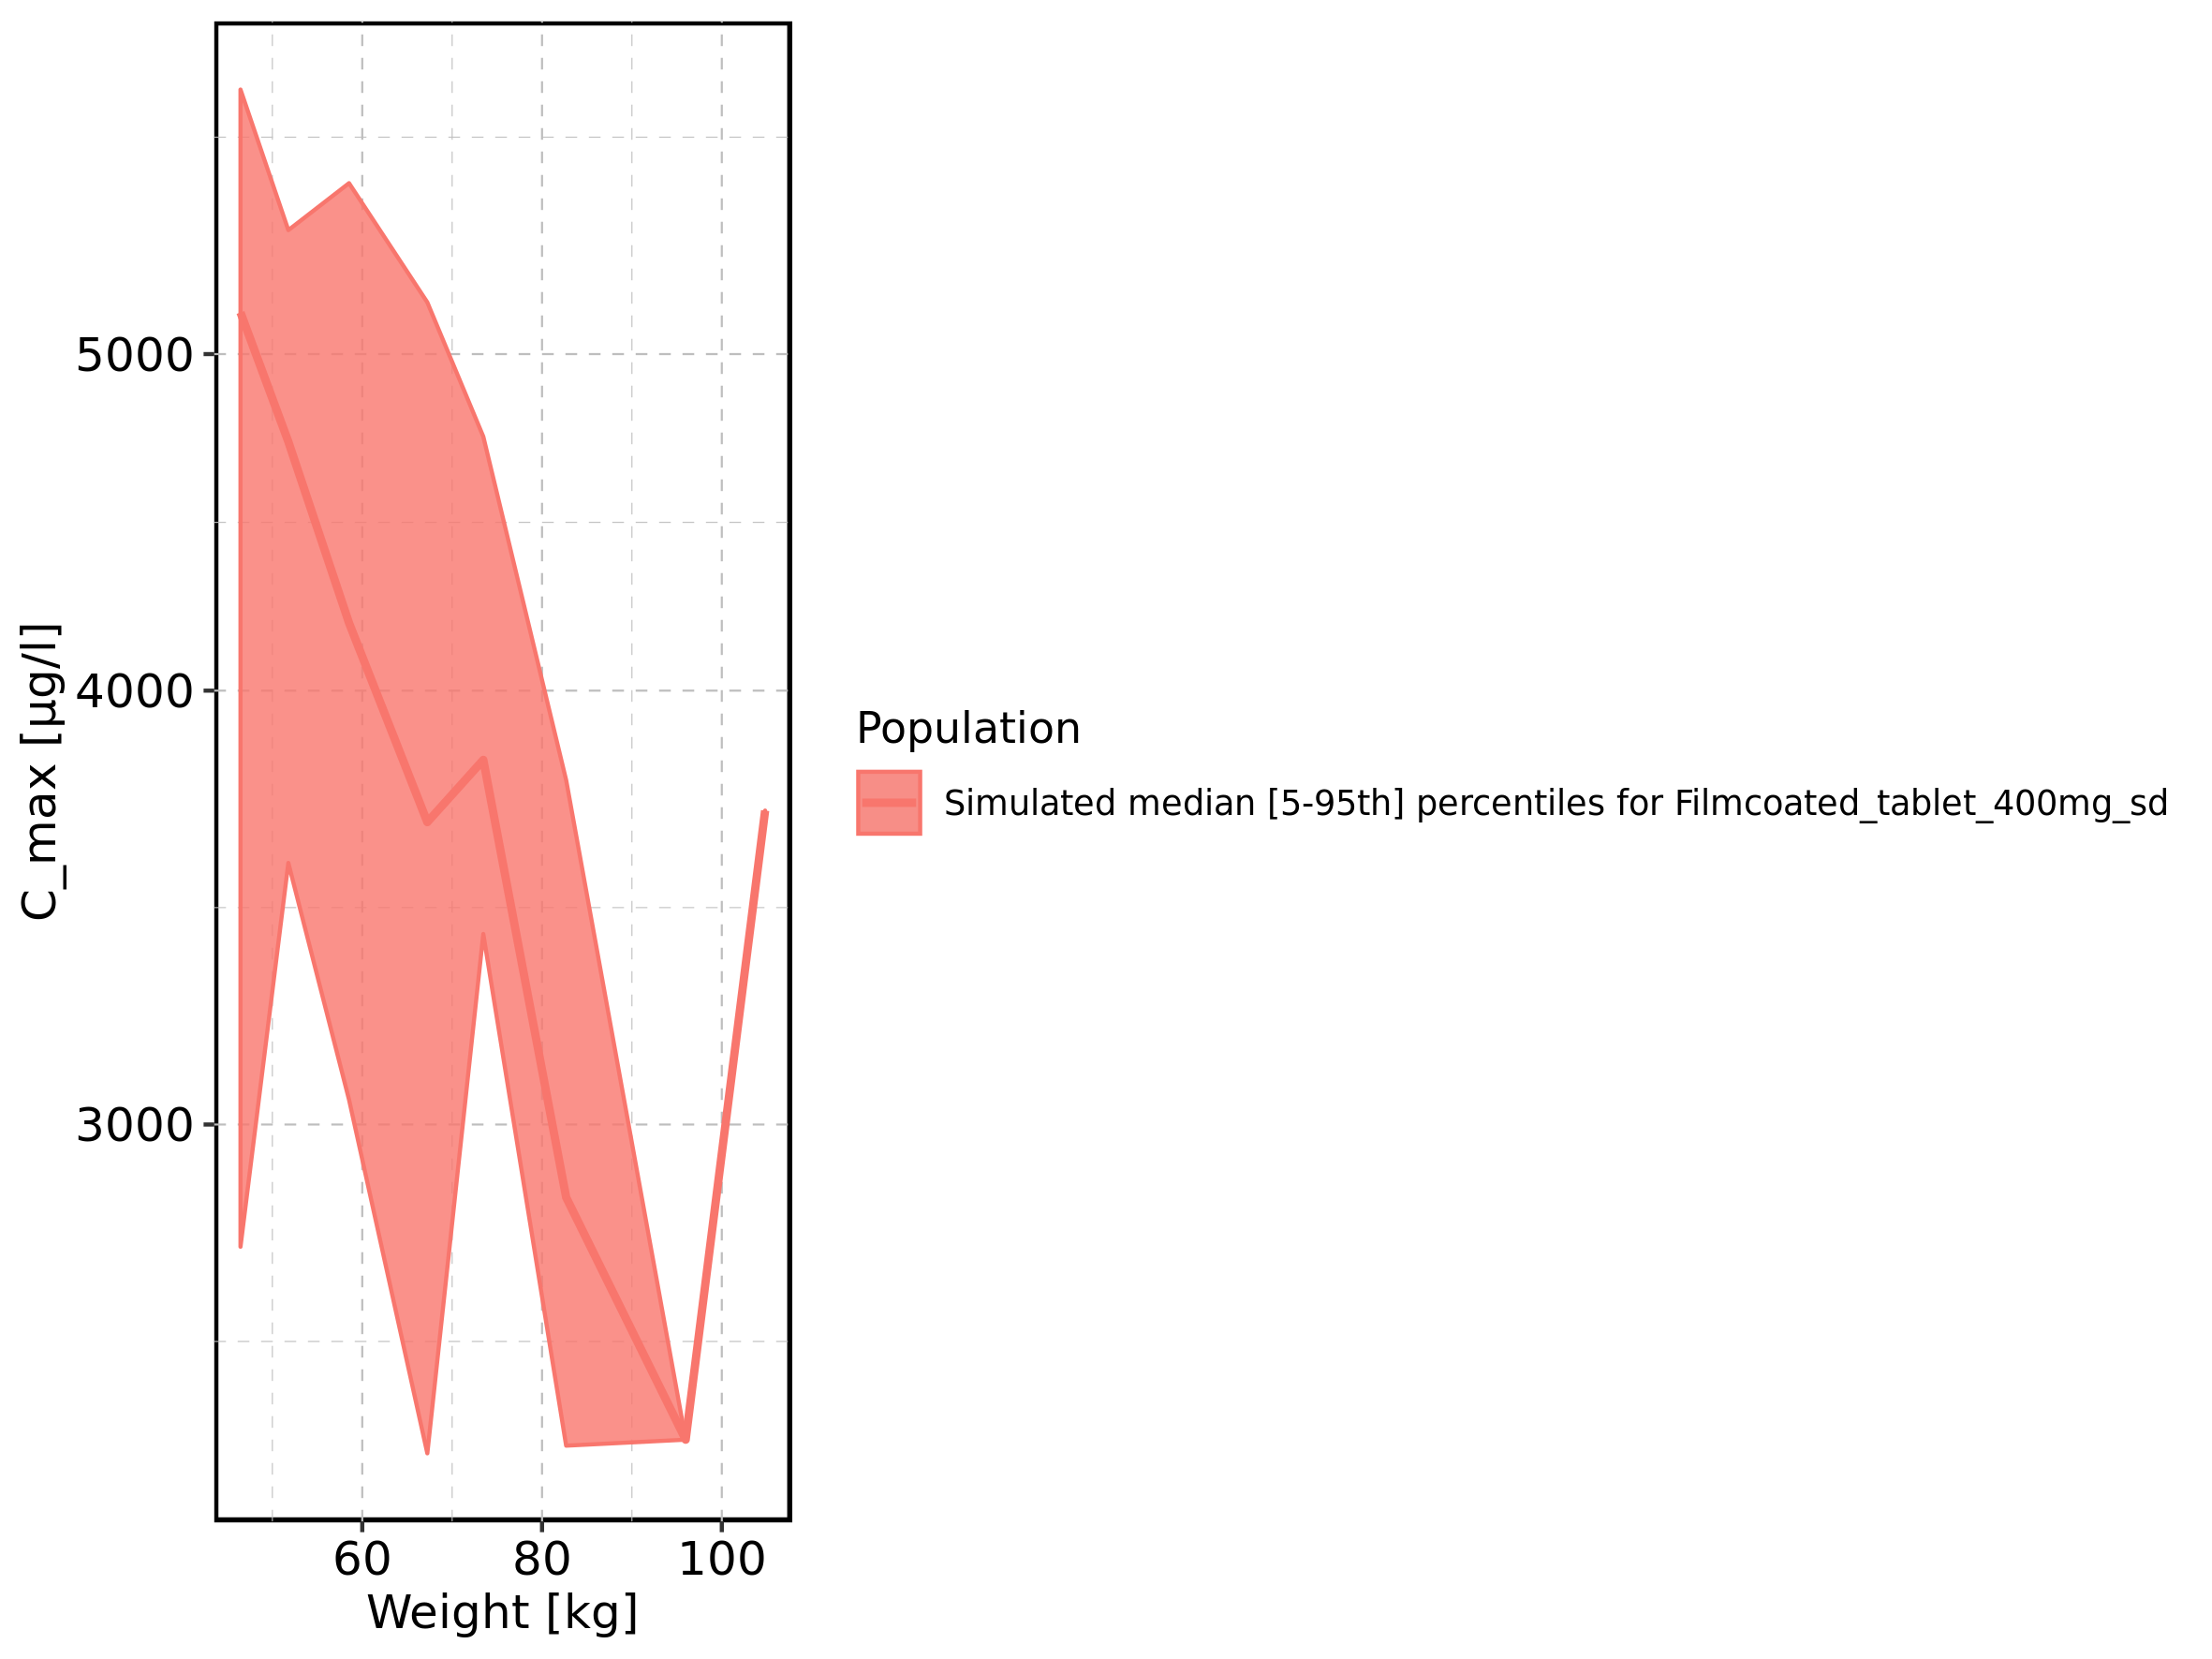 C_max [µg/l]
5000
4000
3000
60 80 100
Weight [kg]
Population
Simulated median [5-95th] percentiles for Filmcoated_tablet_400mg_sd